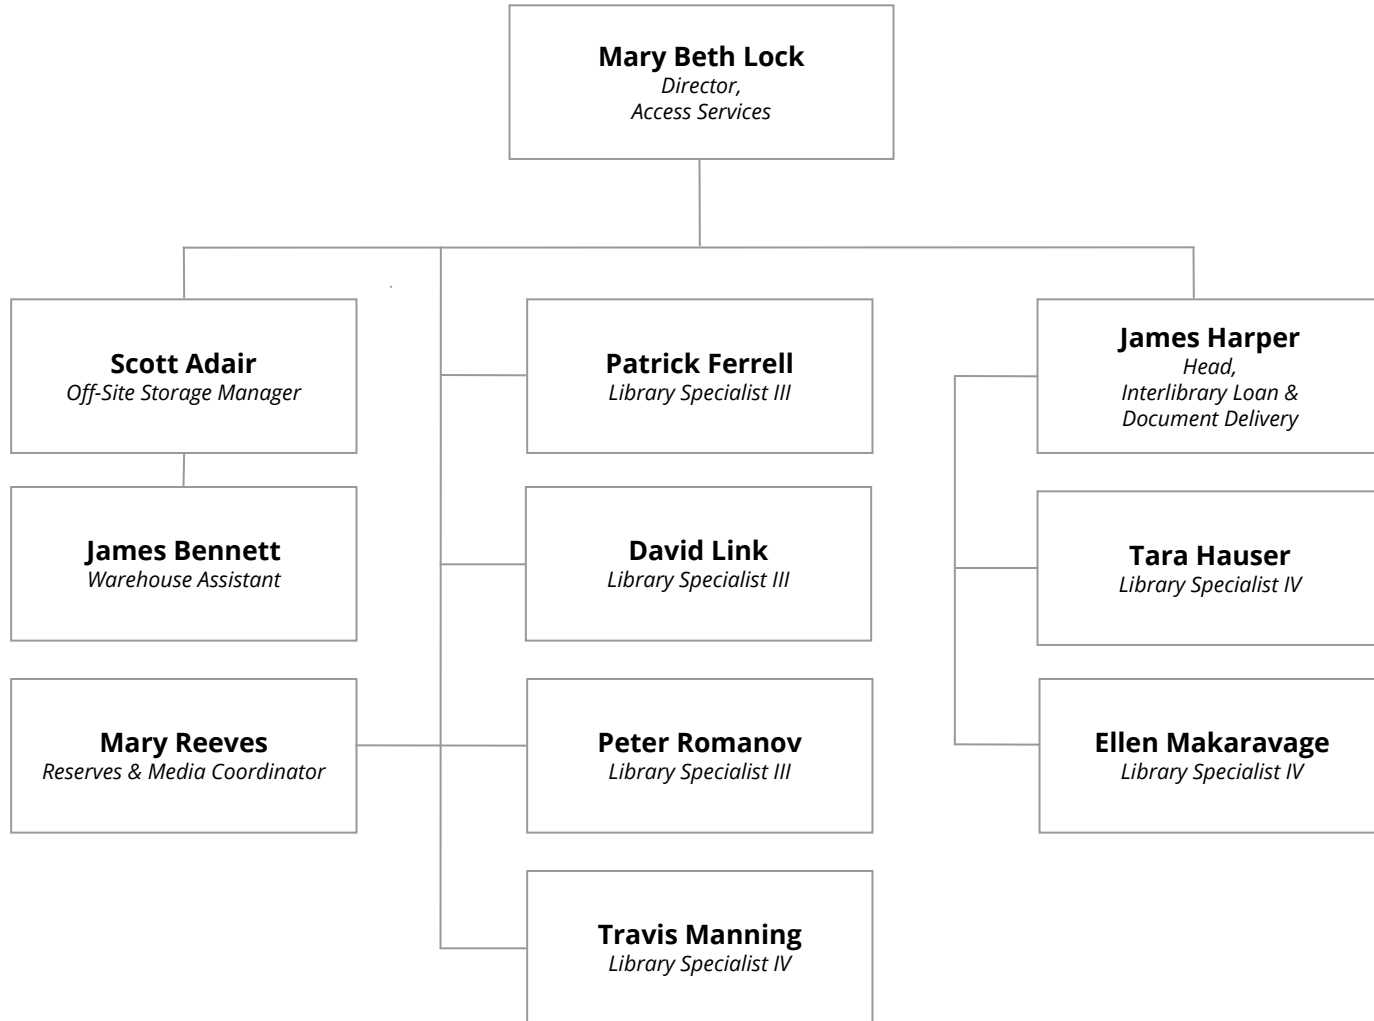 Mary Beth Lock
Director,
Access Services
Scott Adair
Off-Site Storage Manager
Patrick Ferrell
Library Specialist III
James Harper
Head,
Interlibrary Loan &
Document Delivery
James Bennett
Warehouse Assistant
David Link
Library Specialist III
Tara Hauser
Library Specialist IV
Mary Reeves
Reserves & Media Coordinator
Peter Romanov
Library Specialist III
Ellen Makaravage
Library Specialist IV
Travis Manning
Library Specialist IV